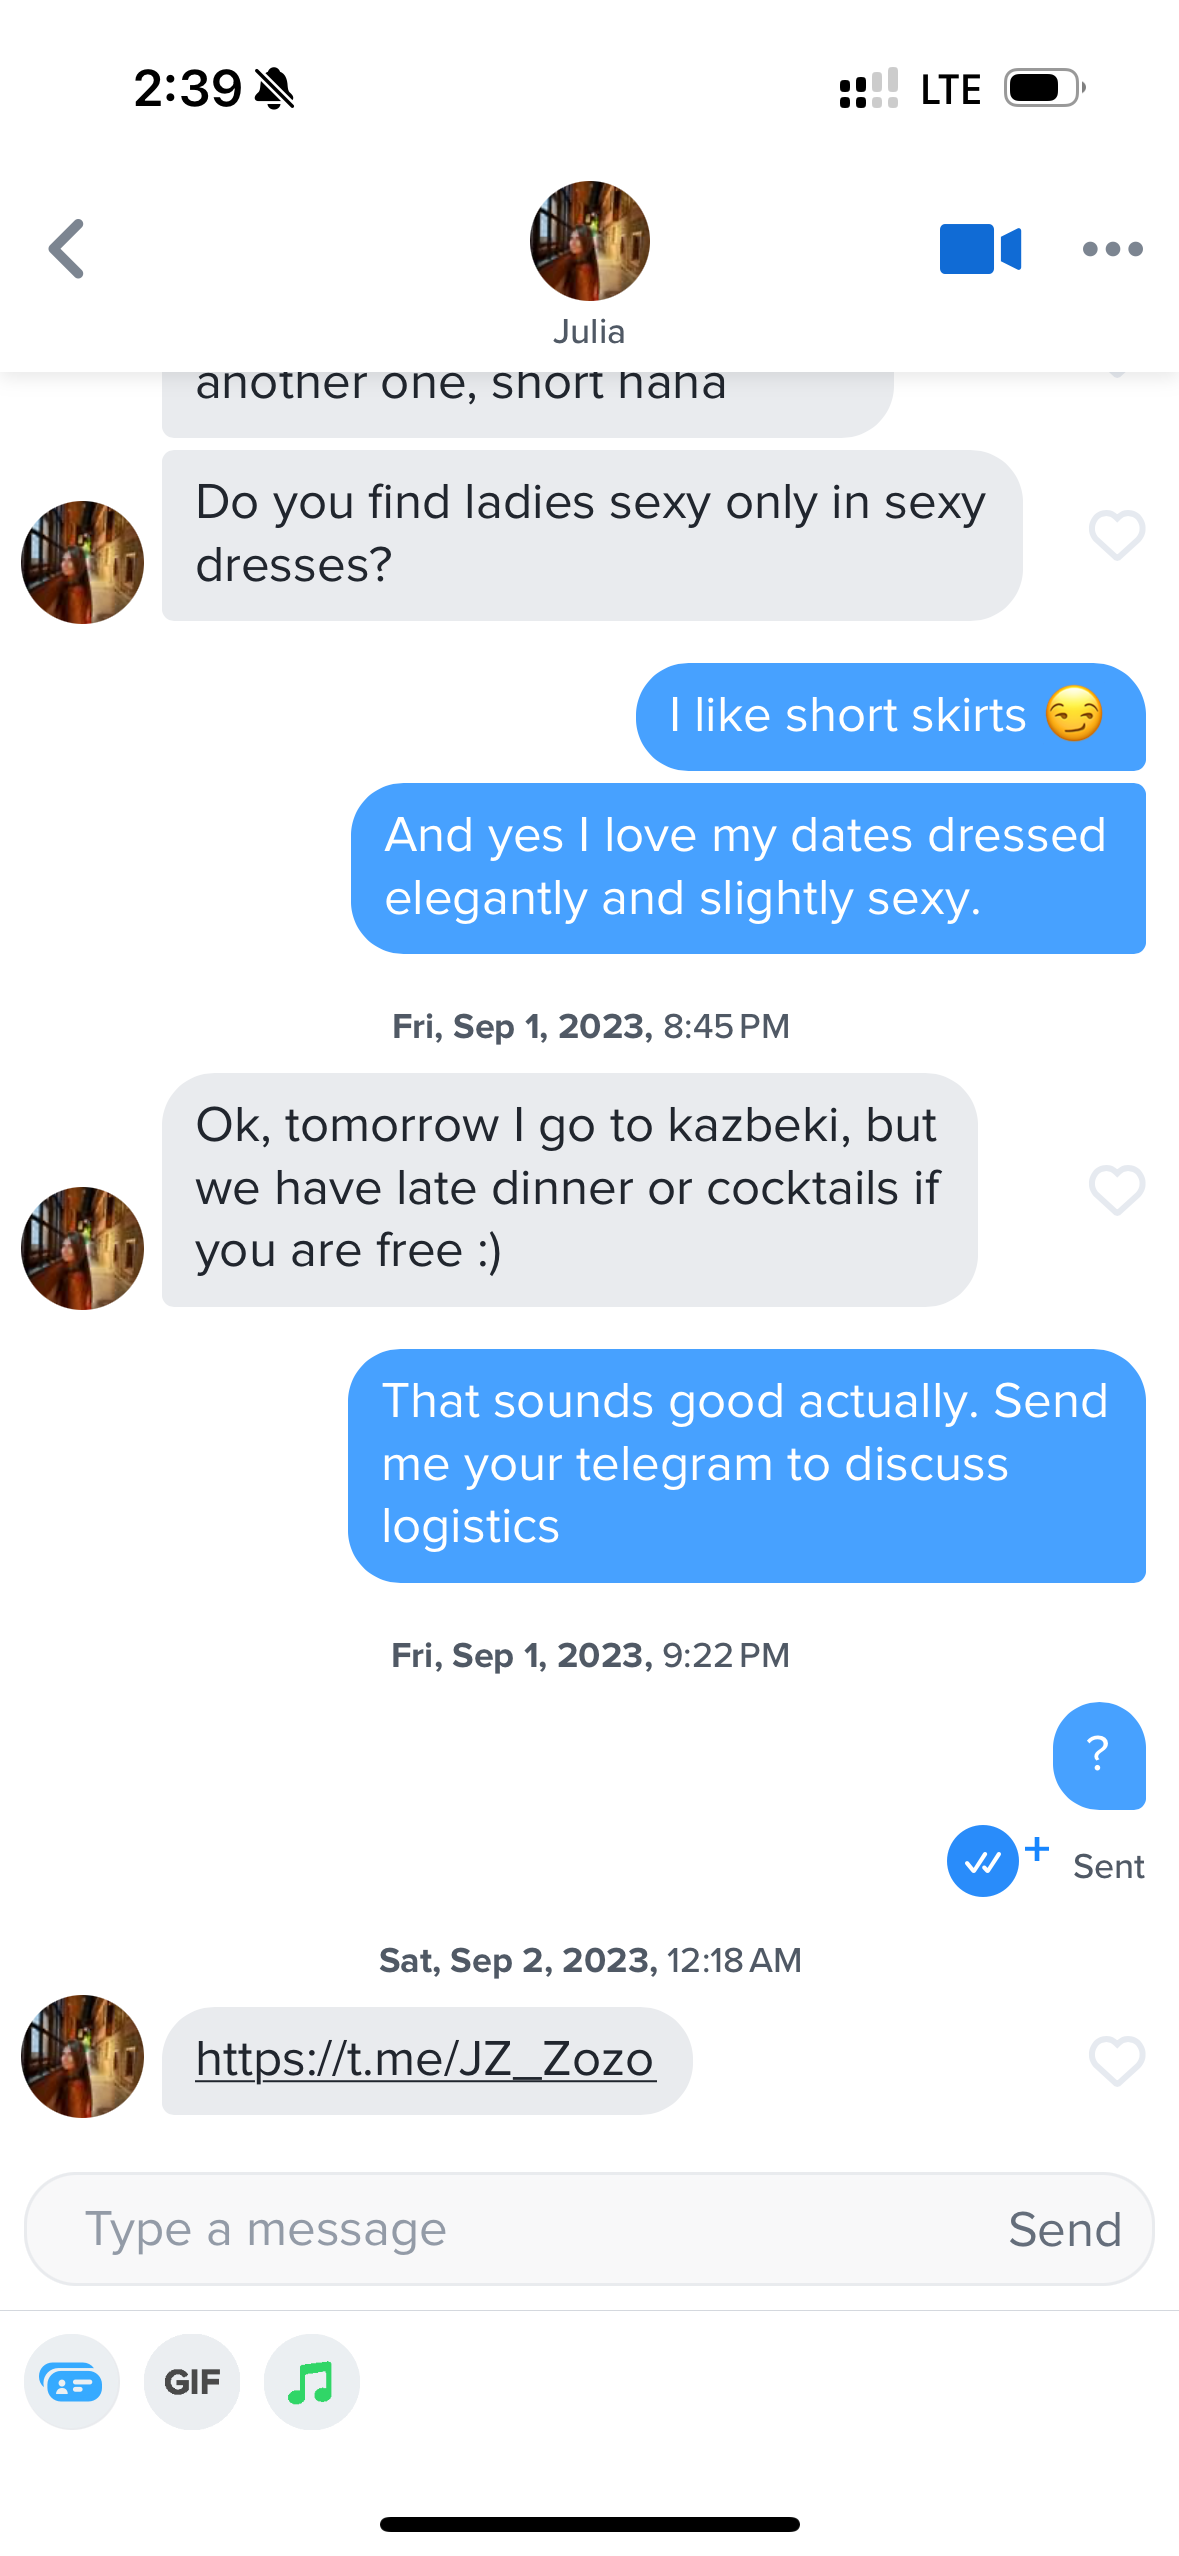 2:39
LTE
Julia
another one, short haha
Do you find ladies sexy only in sexy
dresses?
I like short skirts 😏
And yes I love my dates dressed
elegantly and slightly sexy.
Fri, Sep 1, 2023, 8:45 PM
Ok, tomorrow I go to kazbeki, but
we have late dinner or cocktails if
you are free :)
That sounds good actually. Send
me your telegram to discuss
logistics
Fri, Sep 1, 2023, 9:22 PM
?
Sent
Sat, Sep 2, 2023, 12:18 AM
https://t.me/JZ_Zozo
Type a message
Send
GIF